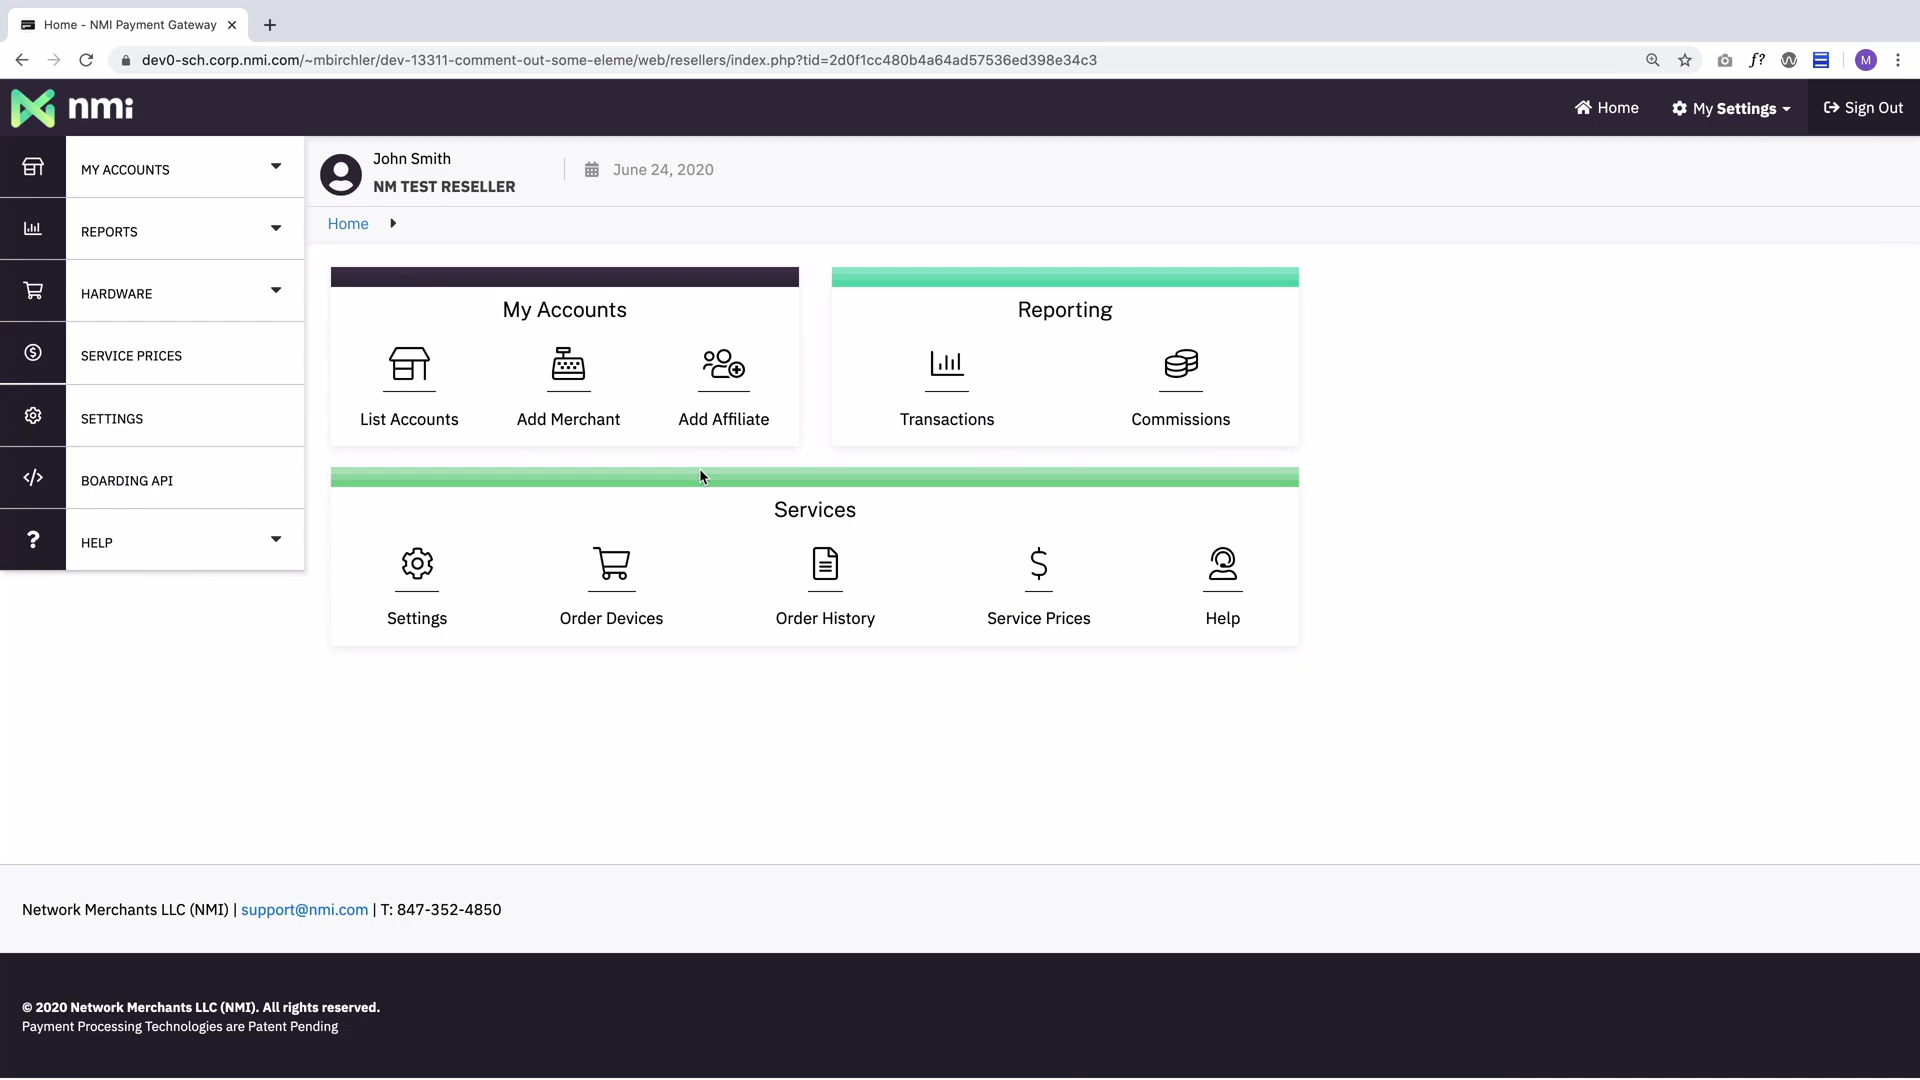 Home - NMI Payment Gateway
dev0-sch.corp.nmi.com/~mbirchler/dev-13311-comment-out-some-eleme/web/resellers/index.php?tid=2d0f1cc480b4a64ad57536ed398e34c3
f?
M
nmi
Home
My Settings
Sign Out
MY ACCOUNTS
REPORTS
HARDWARE
SERVICE PRICES
SETTINGS
BOARDING API
HELP
John Smith
NM TEST RESELLER
June 24, 2020
Home
My Accounts
List Accounts
Add Merchant
Add Affiliate
Reporting
Transactions
Commissions
Services
Settings
Order Devices
Order History
Service Prices
Help
Network Merchants LLC (NMI) | support@nmi.com | T: 847-352-4850
© 2020 Network Merchants LLC (NMI). All rights reserved.
Payment Processing Technologies are Patent Pending